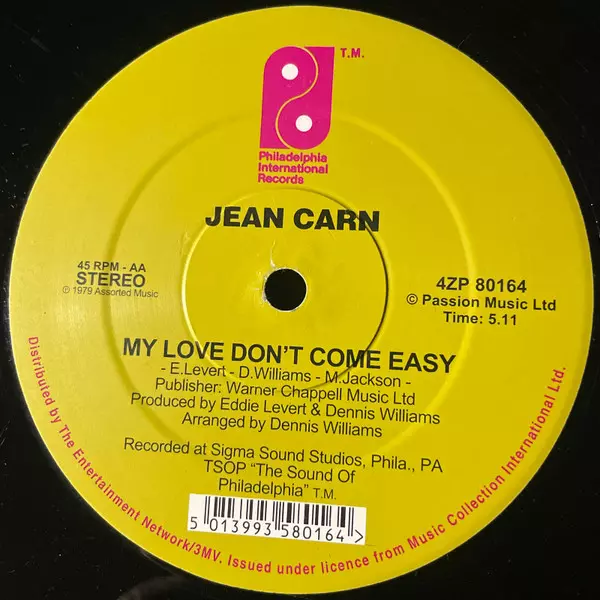 T.M.
Philadelphia
International
Records
JEAN CARN
45 RPM - AA
STEREO
℗ 1979 Assorted Music
4ZP 80164
© Passion Music Ltd
Time: 5.11
MY LOVE DON'T COME EASY
- E.Levert - D.Williams - M.Jackson -
Publisher: Warner Chappell Music Ltd
Produced by Eddie Levert & Dennis Williams
Arranged by Dennis Williams
Recorded at Sigma Sound Studios, Phila., PA
TSOP "The Sound Of
Philadelphia" T.M.
5 013993 580164 >
Distributed by The Entertainment Network/3MV. Issued under licence from Music Collection International Ltd.